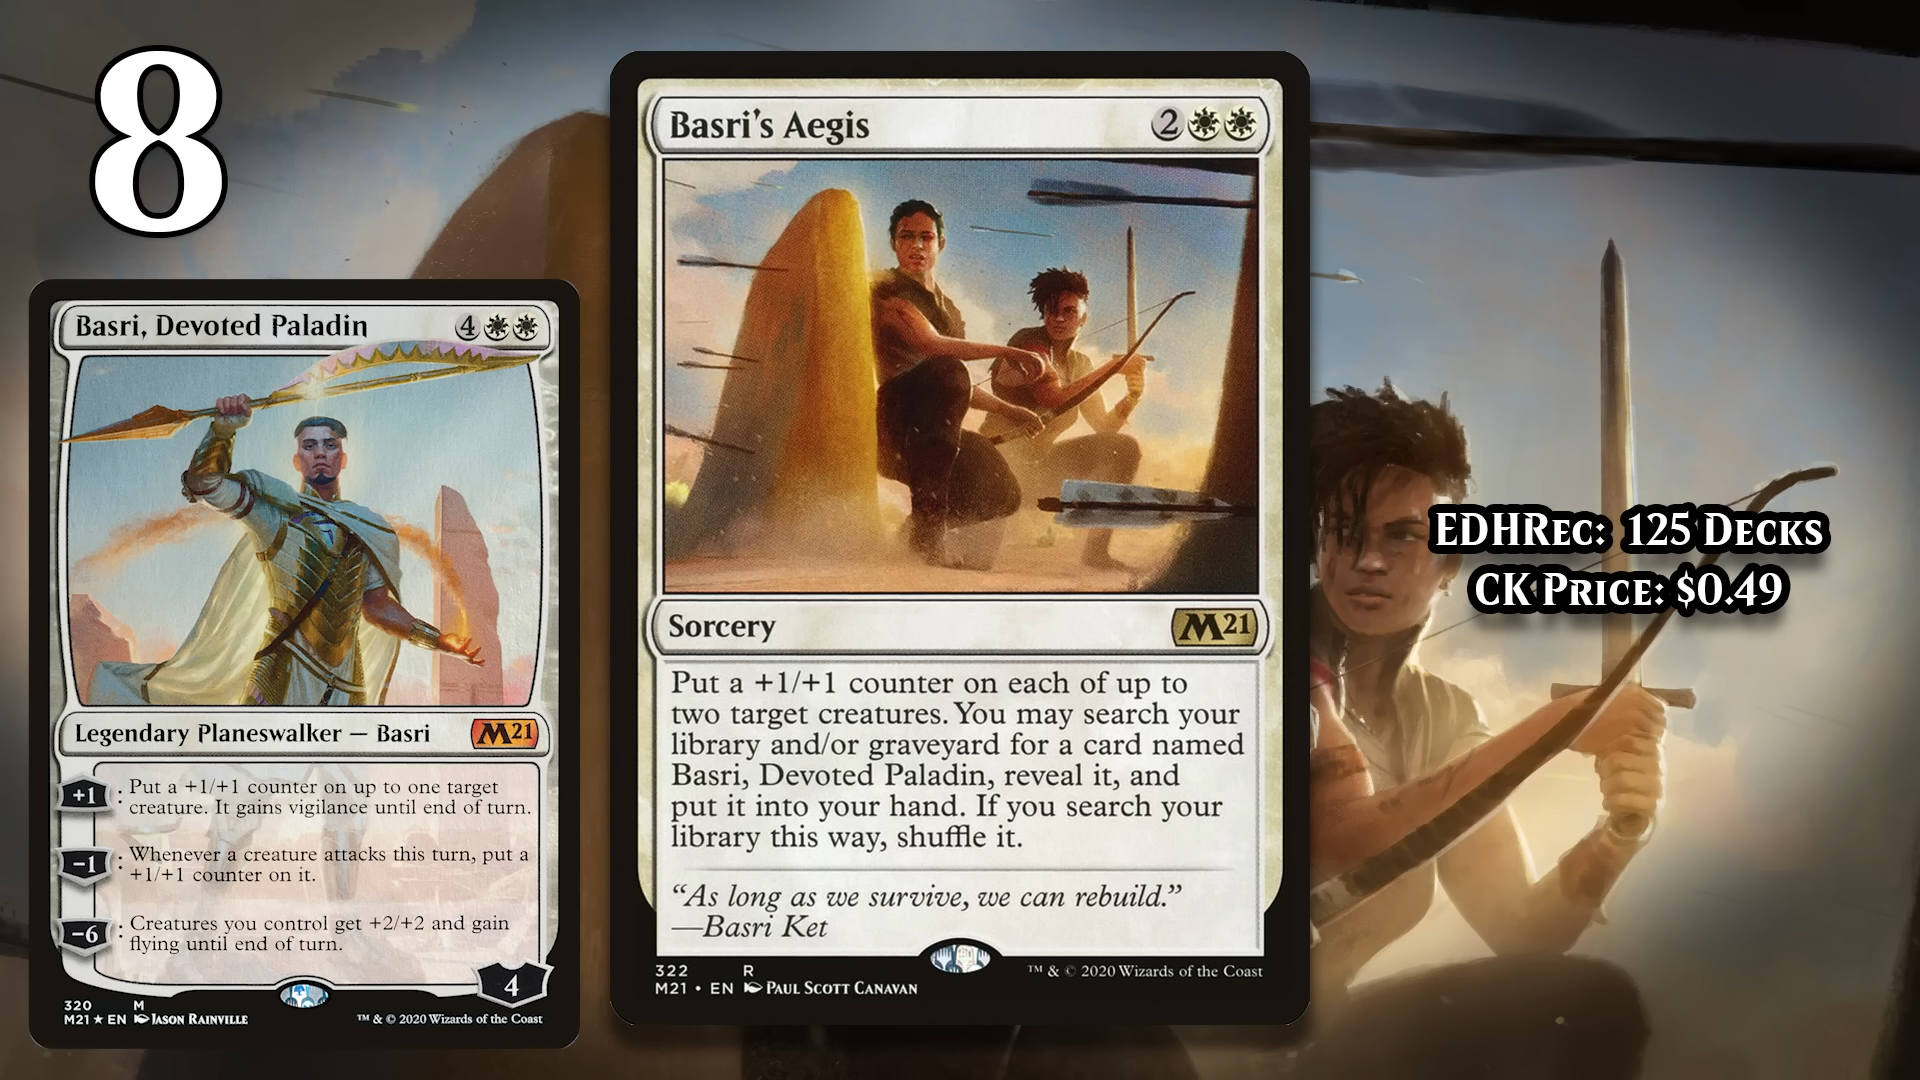 8
Basri, Devoted Paladin 4
Legendary Planeswalker — Basri M21
+1 : Put a +1/+1 counter on up to one target
creature. It gains vigilance until end of turn.
−1 : Whenever a creature attacks this turn, put a
+1/+1 counter on it.
−6 : Creatures you control get +2/+2 and gain
flying until end of turn.
4
320 M
M21 ★ EN Jason Rainville
™ & © 2020 Wizards of the Coast
Basri's Aegis 2
Sorcery M21
Put a +1/+1 counter on each of up to
two target creatures. You may search your
library and/or graveyard for a card named
Basri, Devoted Paladin, reveal it, and
put it into your hand. If you search your
library this way, shuffle it.
“As long as we survive, we can rebuild.”
—Basri Ket
322 R
M21 • EN Paul Scott Canavan
™ & © 2020 Wizards of the Coast
EDHRec: 125 Decks
CK Price: $0.49